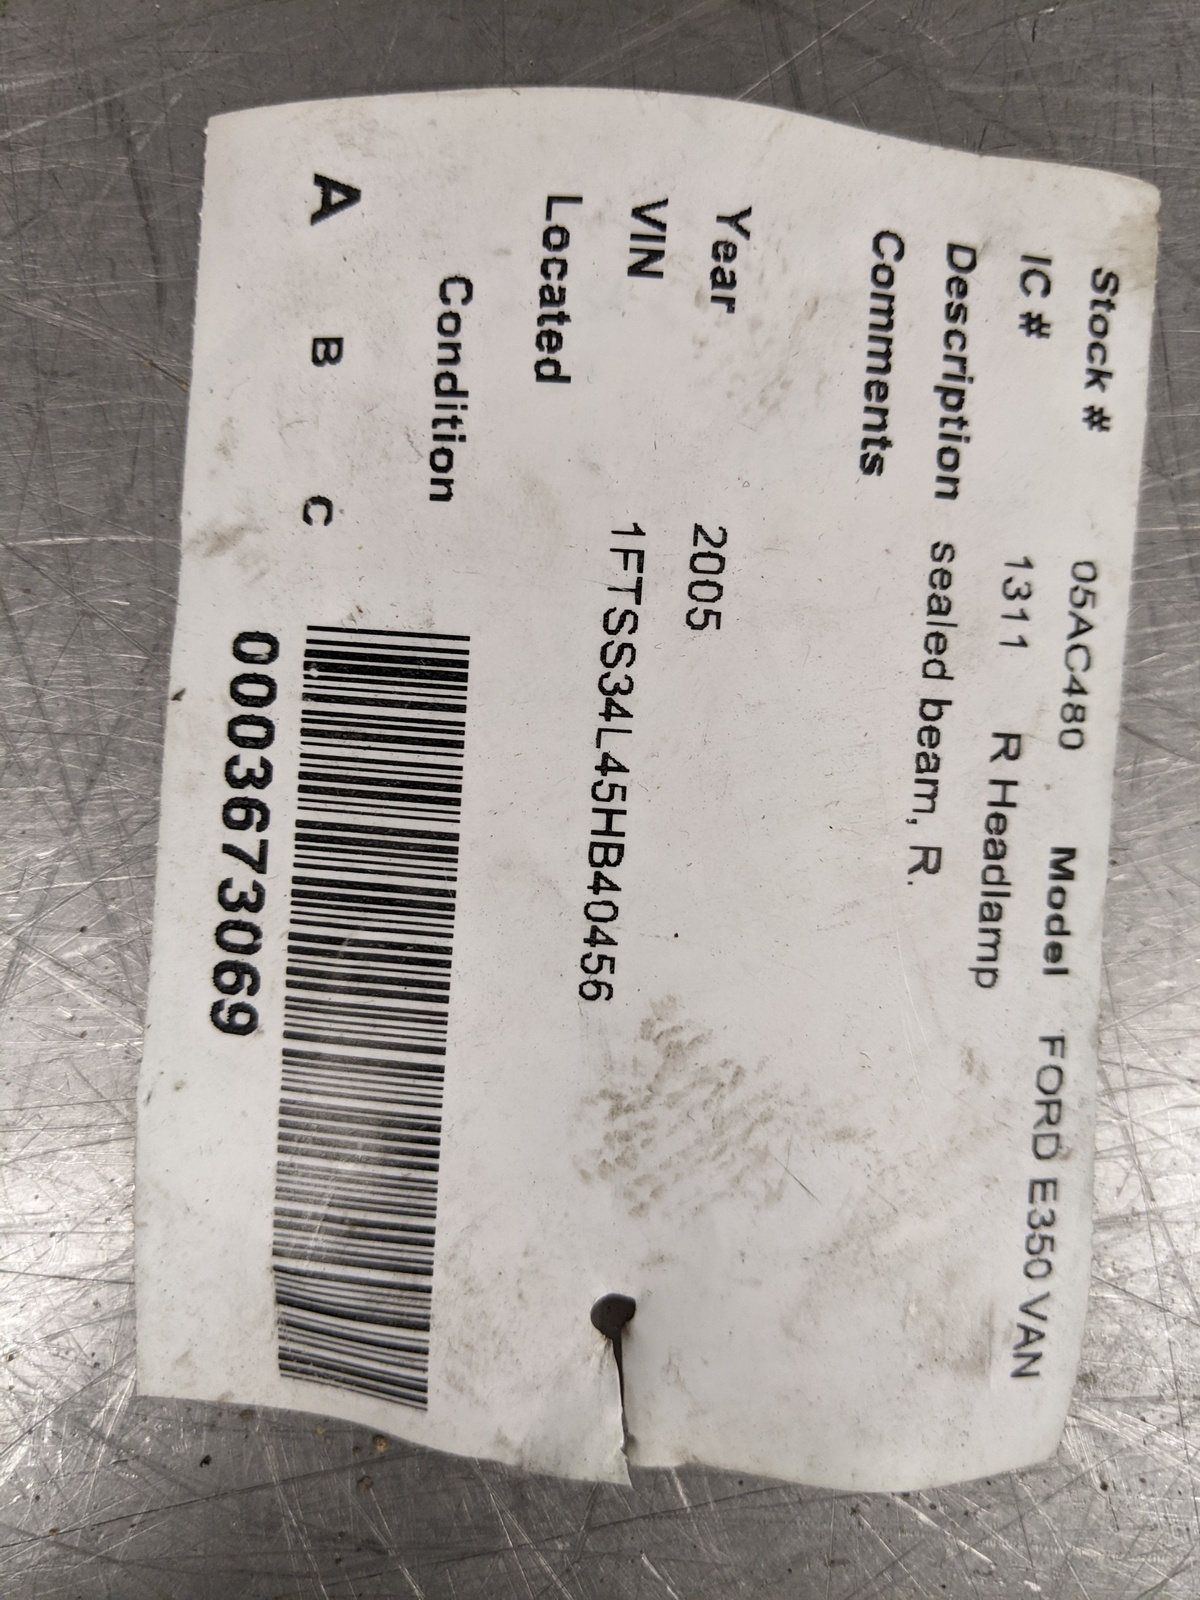 Stock # 05AC480 Model FORD E350 VAN
IC # 1311 R Headlamp
Description sealed beam, R.
Comments
Year 2005
VIN 1FTSS34L45HB40456
Located
Condition
A B C
0003673069